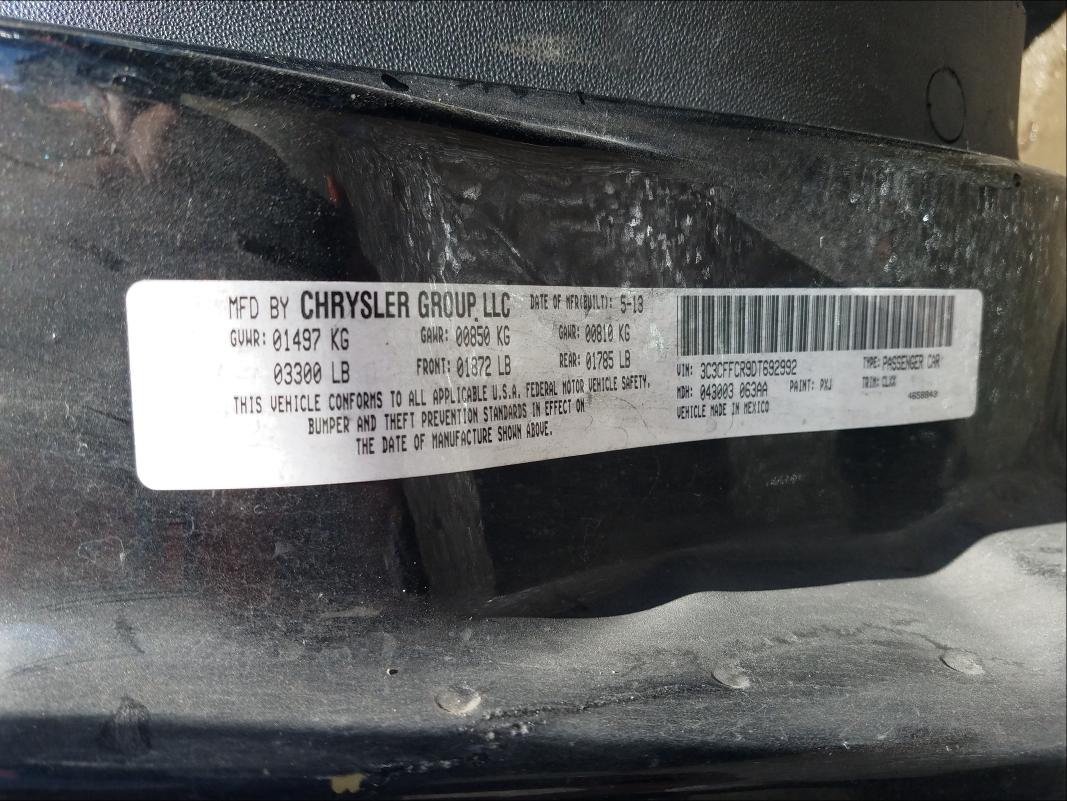 MFD BY CHRYSLER GROUP, LLC DATE OF MFR(BUILT): 5-13
GVWR: 01497 KG GAWR: 00850 KG GAWR: 00810 KG
03300 LB FRONT: 01872 LB REAR: 01785 LB
THIS VEHICLE CONFORMS TO ALL APPLICABLE U.S.A. FEDERAL MOTOR VEHICLE SAFETY,
BUMPER AND THEFT PREVENTION STANDARDS IN EFFECT ON
THE DATE OF MANUFACTURE SHOWN ABOVE.
VIN: 3C3CFFCR9DT692992 TYPE: PASSENGER CAR
MDH: 043003 063AA PAINT: PXJ TRIM: CLXX
VEHICLE MADE IN MEXICO